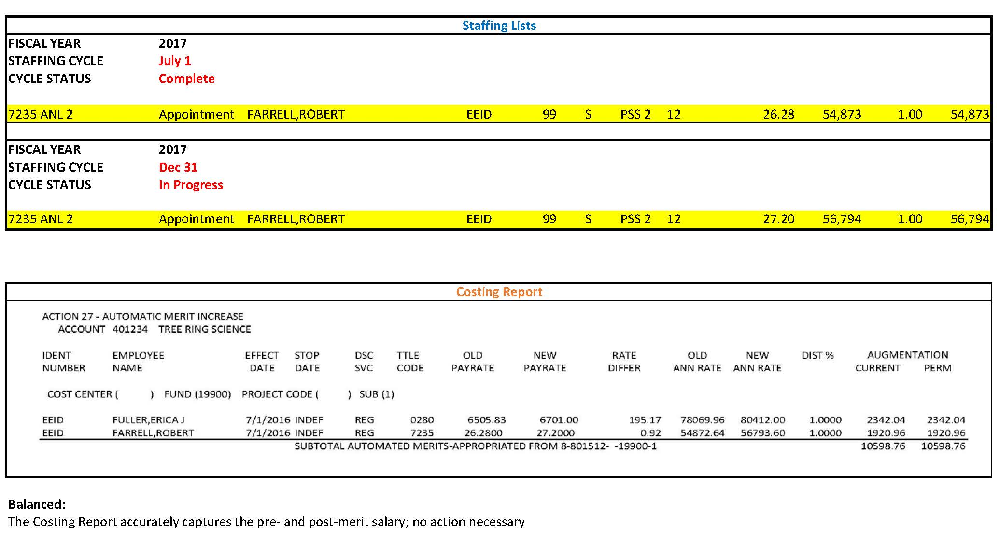 Staffing Lists
FISCAL YEAR 2017
STAFFING CYCLE July 1
CYCLE STATUS Complete
7235 ANL 2 Appointment FARRELL,ROBERT EEID 99 S PSS 2 12 26.28 54,873 1.00 54,873
FISCAL YEAR 2017
STAFFING CYCLE Dec 31
CYCLE STATUS In Progress
7235 ANL 2 Appointment FARRELL,ROBERT EEID 99 S PSS 2 12 27.20 56,794 1.00 56,794
Costing Report
ACTION 27 - AUTOMATIC MERIT INCREASE
ACCOUNT 401234 TREE RING SCIENCE
IDENT EMPLOYEE EFFECT STOP DSC TTLE OLD NEW RATE OLD NEW DIST % AUGMENTATION
NUMBER NAME DATE DATE SVC CODE PAYRATE PAYRATE DIFFER ANN RATE ANN RATE CURRENT PERM
COST CENTER ( ) FUND (19900) PROJECT CODE ( ) SUB (1)
EEID FULLER,ERICA J 7/1/2016 INDEF REG 0280 6505.83 6701.00 195.17 78069.96 80412.00 1.0000 2342.04 2342.04
EEID FARRELL,ROBERT 7/1/2016 INDEF REG 7235 26.2800 27.2000 0.92 54872.64 56793.60 1.0000 1920.96 1920.96
SUBTOTAL AUTOMATED MERITS-APPROPRIATED FROM 8-801512- -19900-1 10598.76 10598.76
Balanced:
The Costing Report accurately captures the pre- and post-merit salary; no action necessary